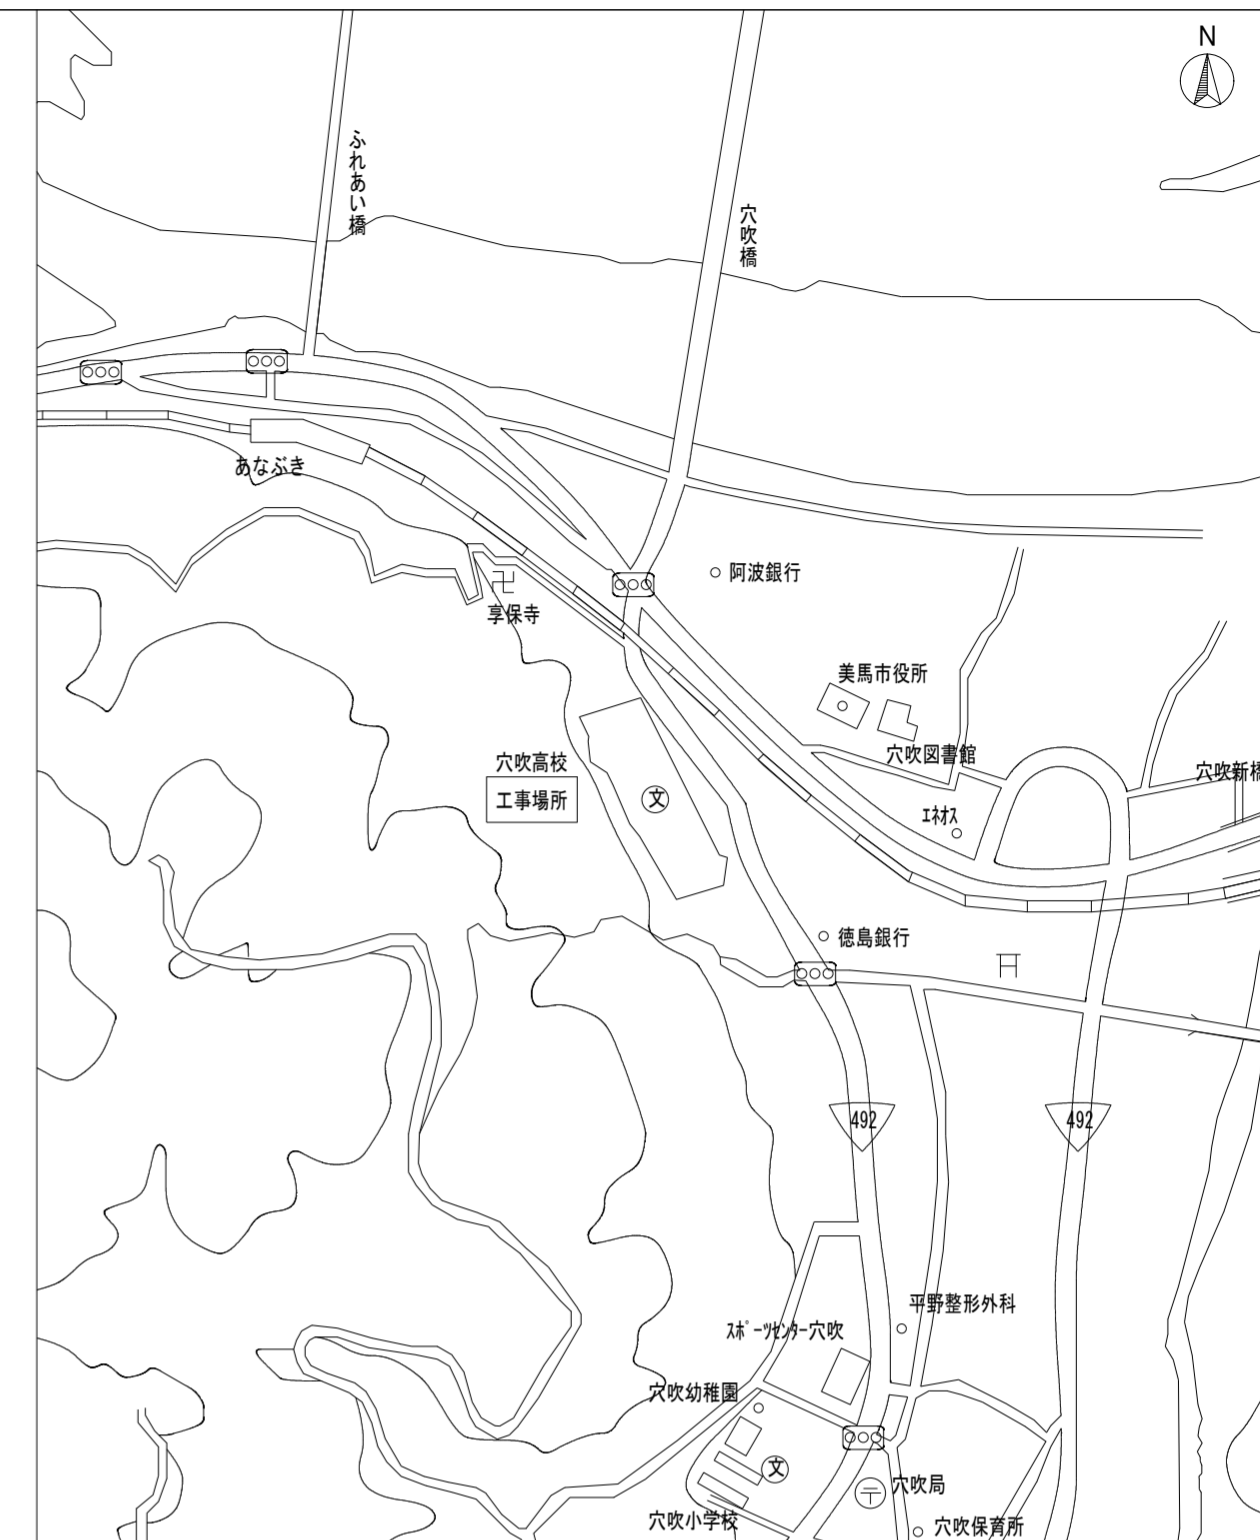 N
ふれあい橋
穴吹橋
あなぶき
卍
享保寺
阿波銀行
美馬市役所
穴吹図書館
穴吹新橋
穴吹高校
工事場所
文
エネオス
徳島銀行
492
492
平野整形外科
スポーツセンター穴吹
穴吹幼稚園
文
〒
穴吹局
穴吹小学校
穴吹保育所